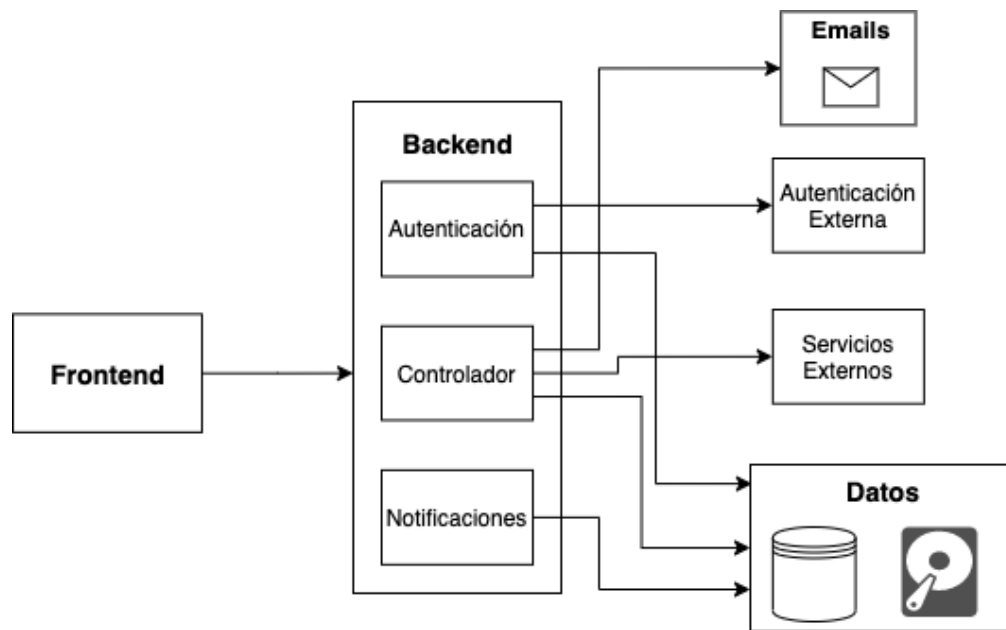 Emails
Backend
Autenticación
Autenticación
Externa
Frontend
Controlador
Servicios
Externos
Notificaciones
Datos